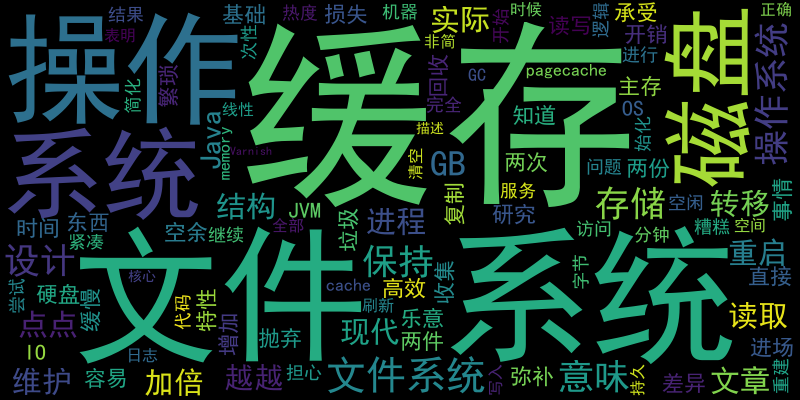 缓存
文件系统
操作系统
磁盘
操作系统
结果
热度
损失
机器
表明
基础
次性
时候
正确
实际
非简
开始
读写
逻辑
承受
开销
进行
简化
繁琐
线性
回收
完全
GC
pagecache
主存
OS
Java
memory
Varnish
描述
清空
GB
知道
始化
两次
问题
两份
结构
JVM
垃圾
进程
复制
服务
研究
存储
空闲
转移
事情
时间
东西
紧凑
空余
继续
全部
访问
分钟
糟糕
空间
重启
设计
保持
收集
字节
直接
核心
cache
高效
尝试
硬盘
缓慢
代码
特性
刷新
乐意
读取
点点
增加
抛弃
现代
两件
IO
日志
进场
维护
容易
加倍
越越
担心
文件系统
写入
弥补
意味
持久
差异
文章
重建